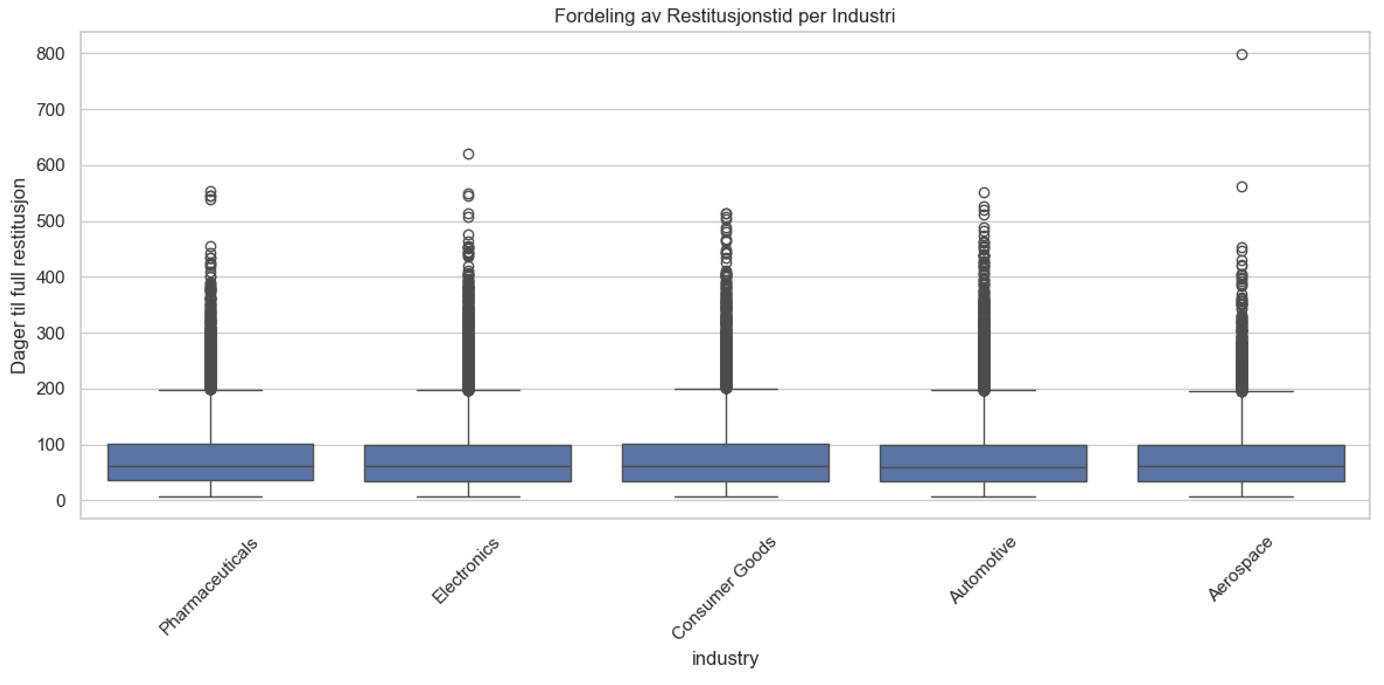 Fordeling av Restitusjonstid per Industri
Dager til full restitusjon
800
700
600
500
400
300
200
100
0
Pharmaceuticals
Electronics
Consumer Goods
Automotive
Aerospace
industry